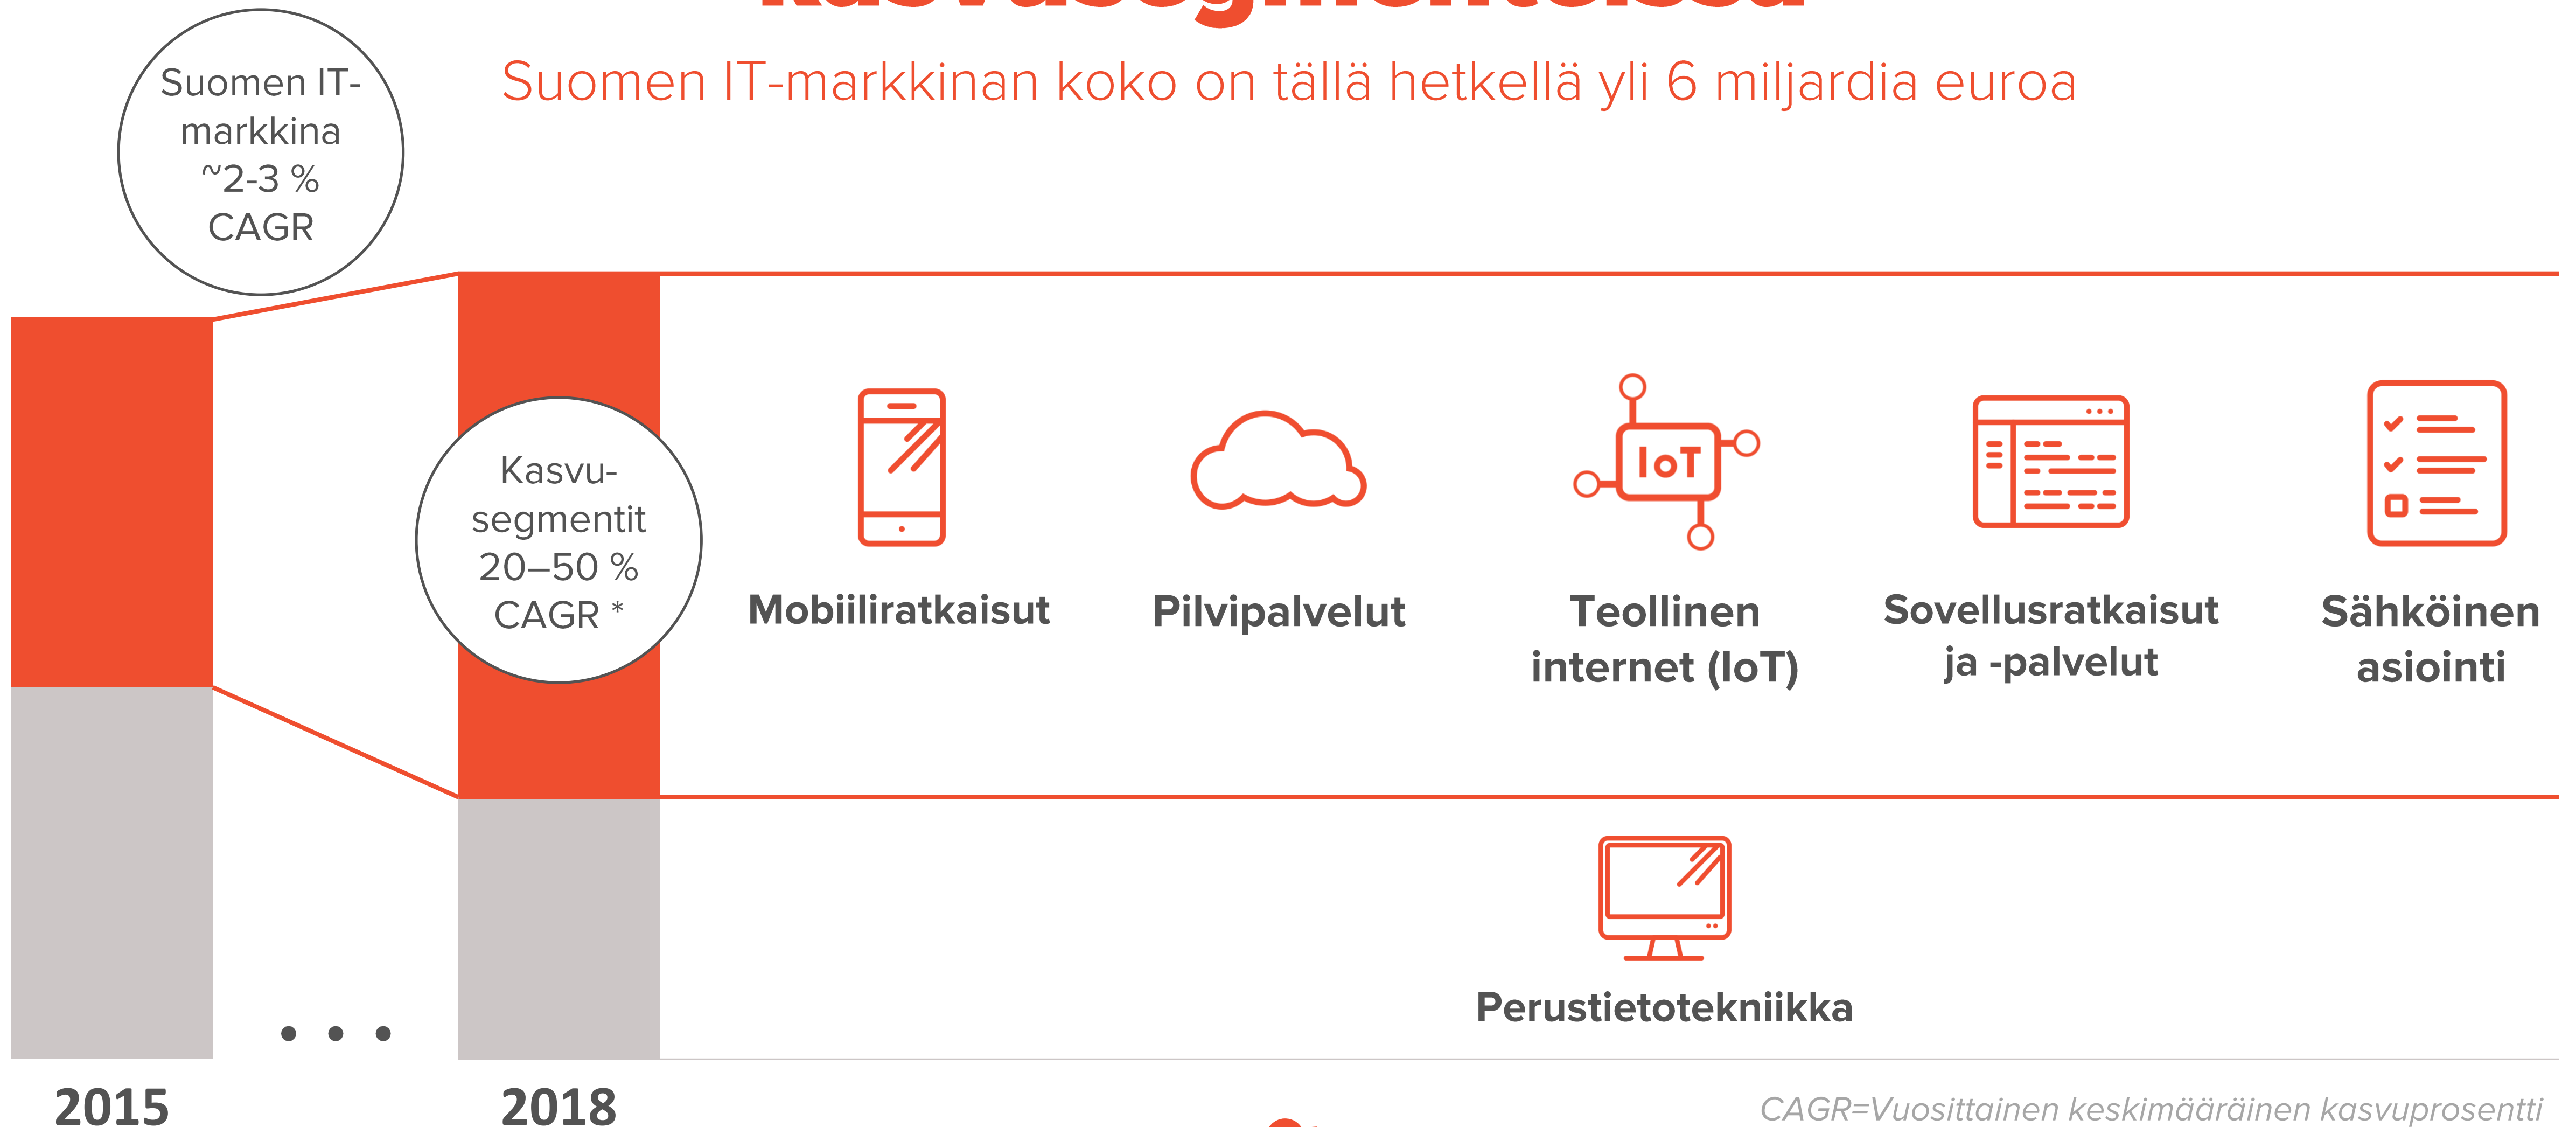 kasvusegmenteissä
Suomen IT-markkinan koko on tällä hetkellä yli 6 miljardia euroa
Suomen IT-
markkina
~2-3 %
CAGR
Kasvu-
segmentit
20–50 %
CAGR *
IoT
Mobiiliratkaisut
Pilvipalvelut
Teollinen
internet (IoT)
Sovellusratkaisut
ja -palvelut
Sähköinen
asiointi
Perustietotekniikka
2015
2018
CAGR=Vuosittainen keskimääräinen kasvuprosentti